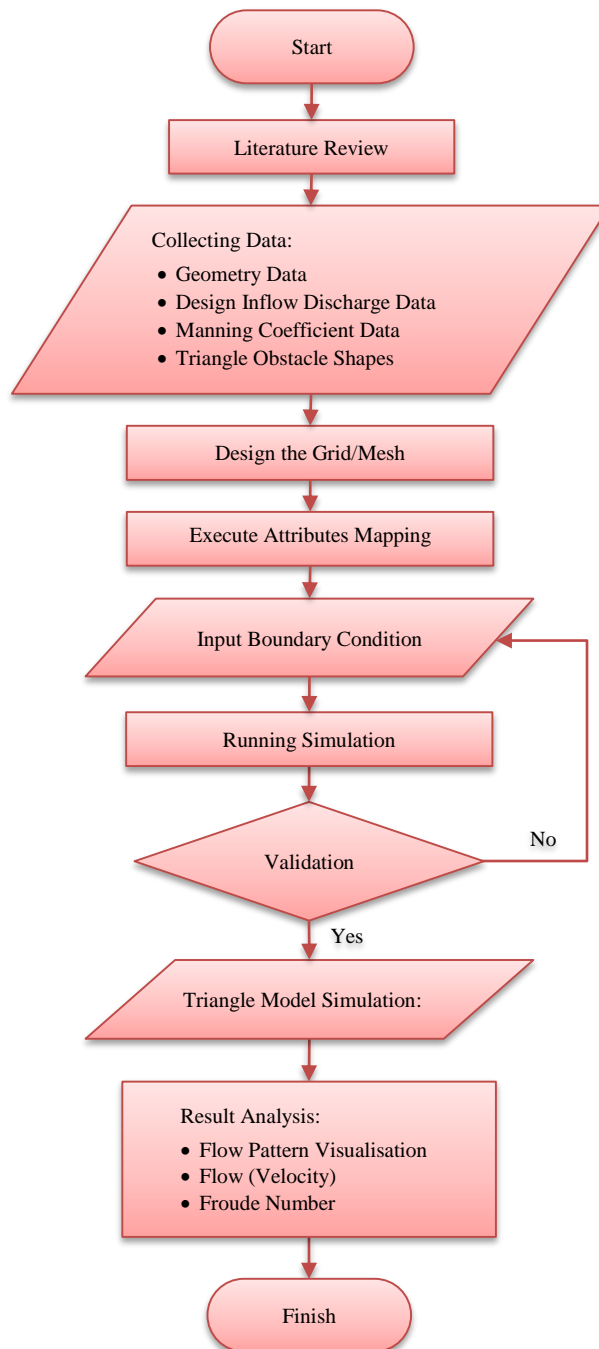 Start
Literature Review
Collecting Data:
• Geometry Data
• Design Inflow Discharge Data
• Manning Coefficient Data
• Triangle Obstacle Shapes
Design the Grid/Mesh
Execute Attributes Mapping
Input Boundary Condition
Running Simulation
Validation
No
Yes
Triangle Model Simulation:
Result Analysis:
• Flow Pattern Visualisation
• Flow (Velocity)
• Froude Number
Finish